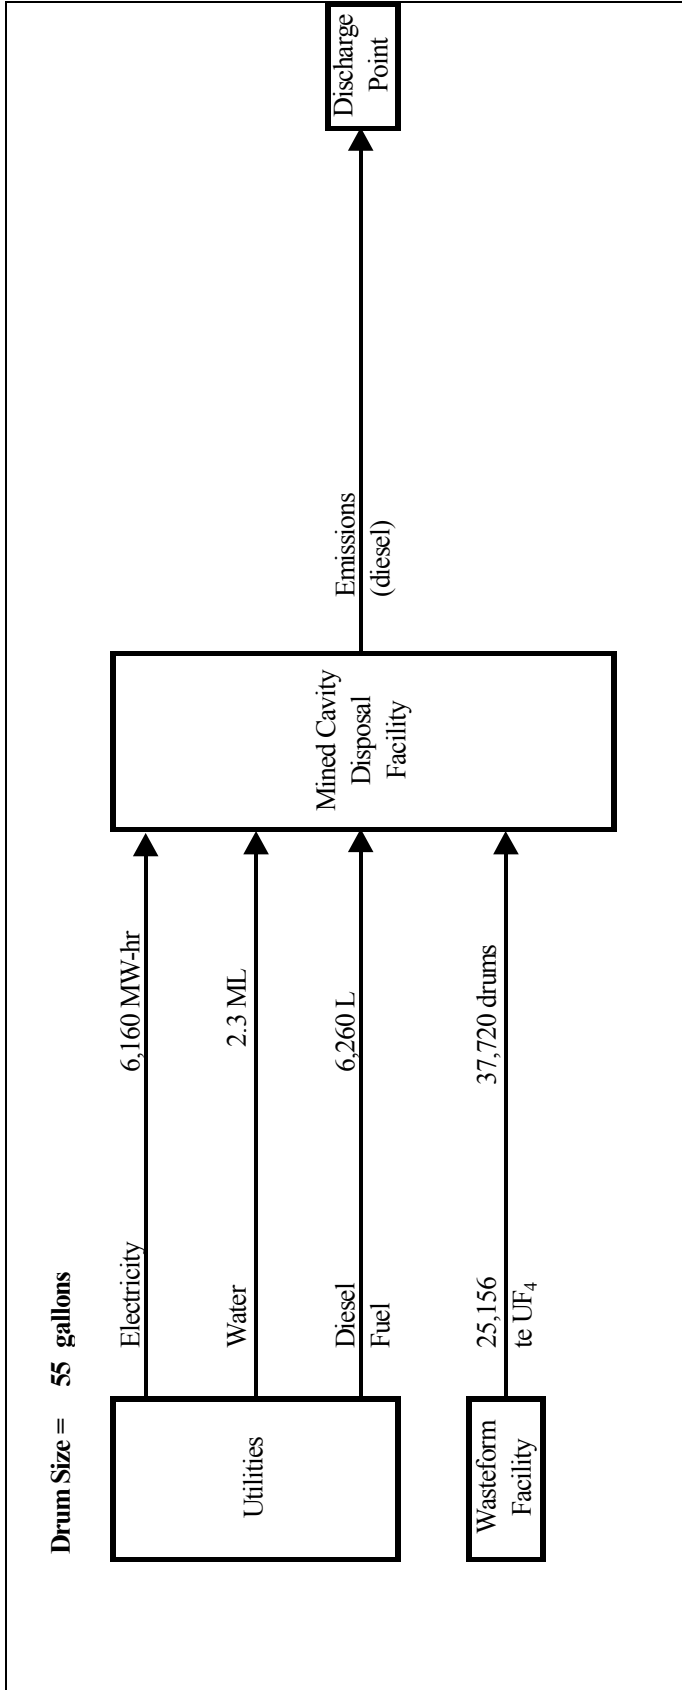 Drum Size = 55 gallons
Utilities
Electricity
6,160 MW-hr
Water
2.3 ML
Diesel
Fuel
6,260 L
Wasteform
Facility
25,156
te UF₄
37,720 drums
Mined Cavity
Disposal
Facility
Emissions
(diesel)
Discharge
Point